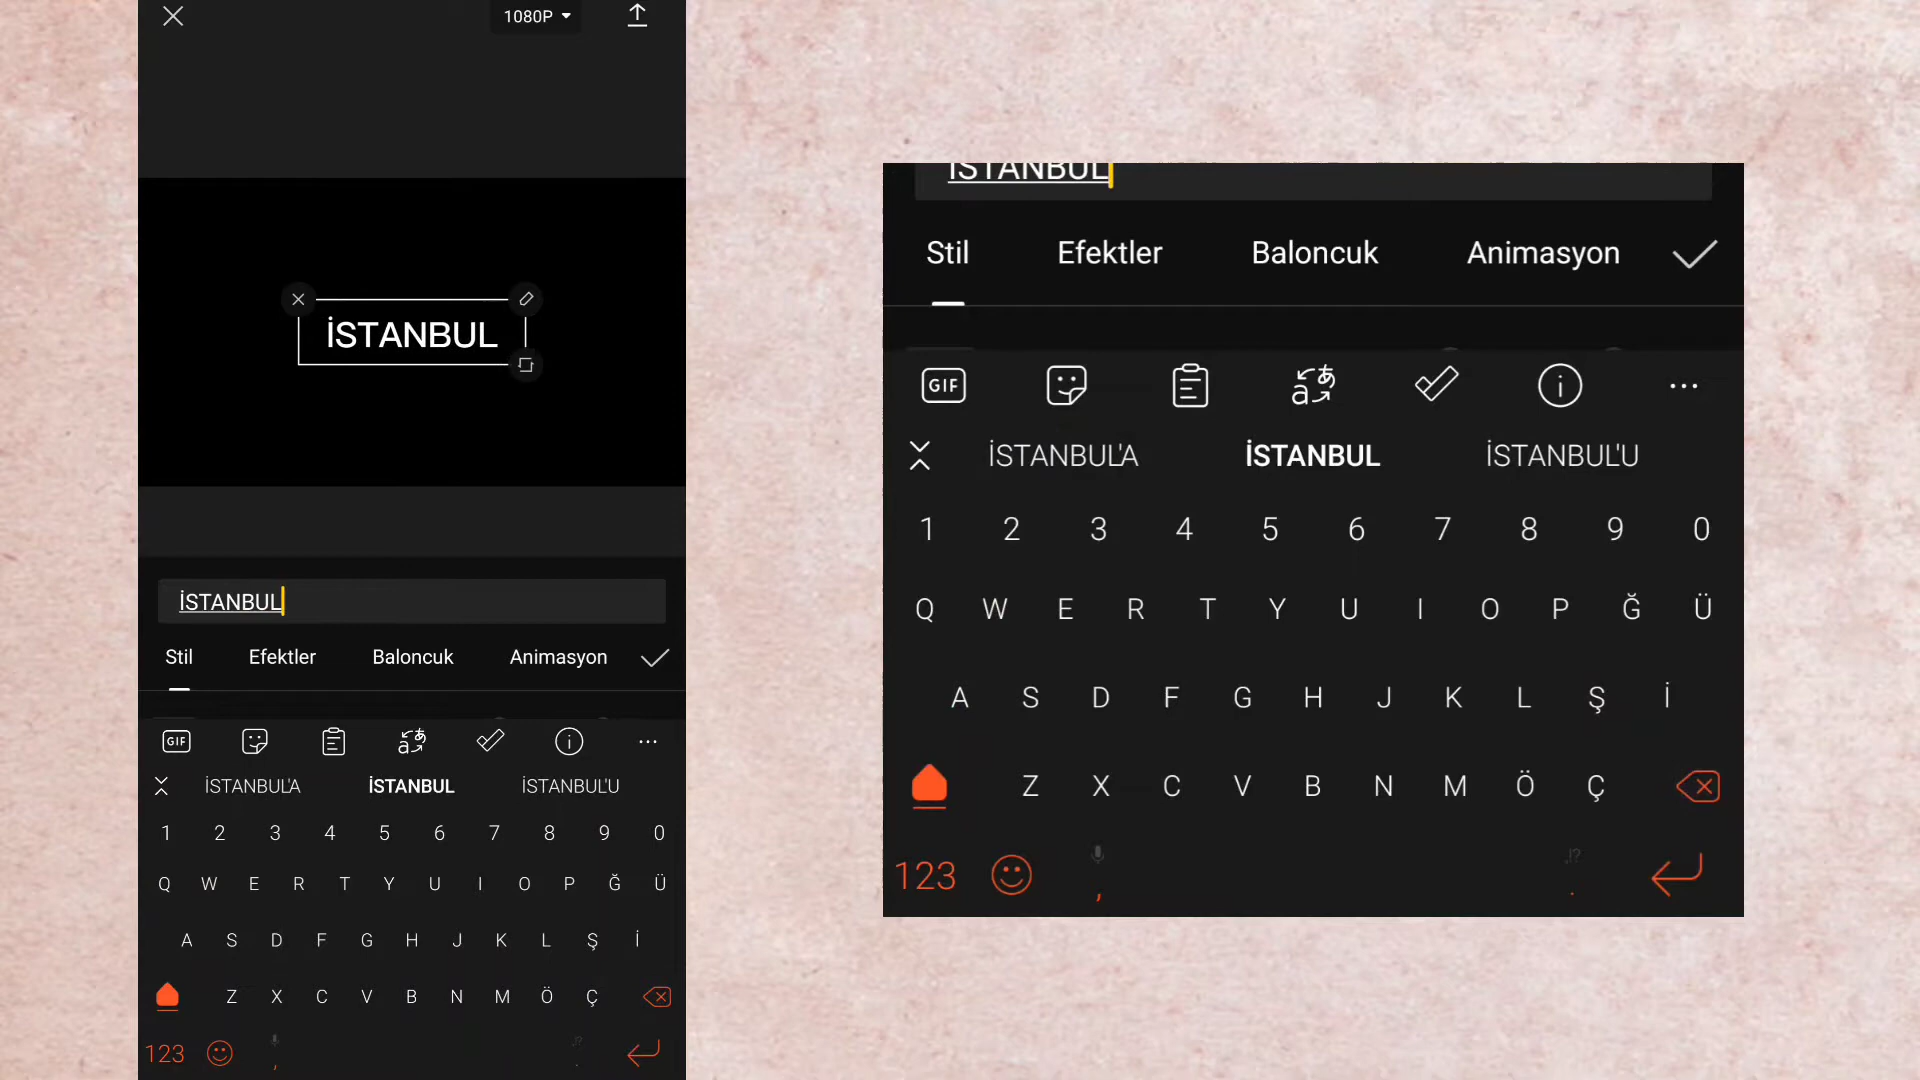 1080P
İSTANBUL
İSTANBUL
Stil Efektler Baloncuk Animasyon
GIF
İSTANBUL'A İSTANBUL İSTANBUL'U
1 2 3 4 5 6 7 8 9 0
Q W E R T Y U I O P Ğ Ü
A S D F G H J K L Ş İ
Z X C V B N M Ö Ç
,!?
123 , .
İSTANBUL
Stil Efektler Baloncuk Animasyon
GIF aあ
İSTANBUL'A İSTANBUL İSTANBUL'U
1 2 3 4 5 6 7 8 9 0
Q W E R T Y U I O P Ğ Ü
A S D F G H J K L Ş İ
Z X C V B N M Ö Ç
,!?
123 , .